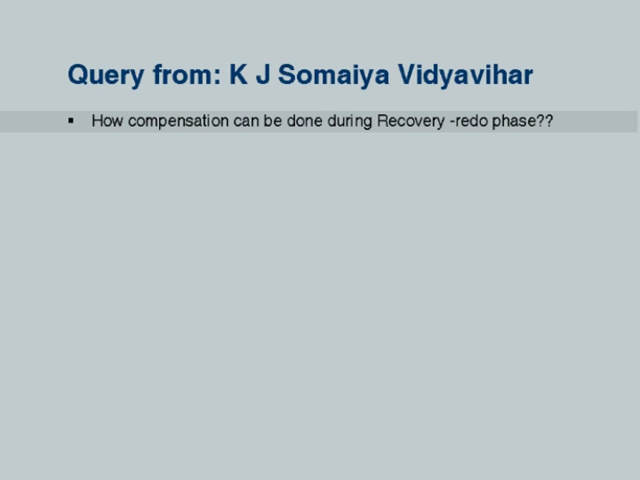 Query from: K J Somaiya Vidyavihar
▪ How compensation can be done during Recovery -redo phase??